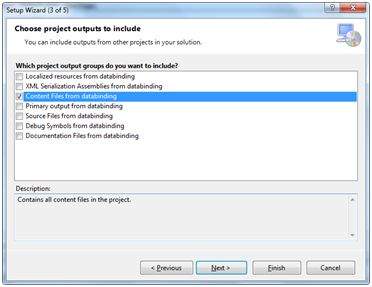 Setup Wizard (3 of 5)
Choose project outputs to include
You can include outputs from other projects in your solution.
Which project output groups do you want to include?
Localized resources from databinding
XML Serialization Assemblies from databinding
Content Files from databinding
Primary output from databinding
Source Files from databinding
Debug Symbols from databinding
Documentation Files from databinding
Description:
Contains all content files in the project.
< Previous
Next >
Finish
Cancel